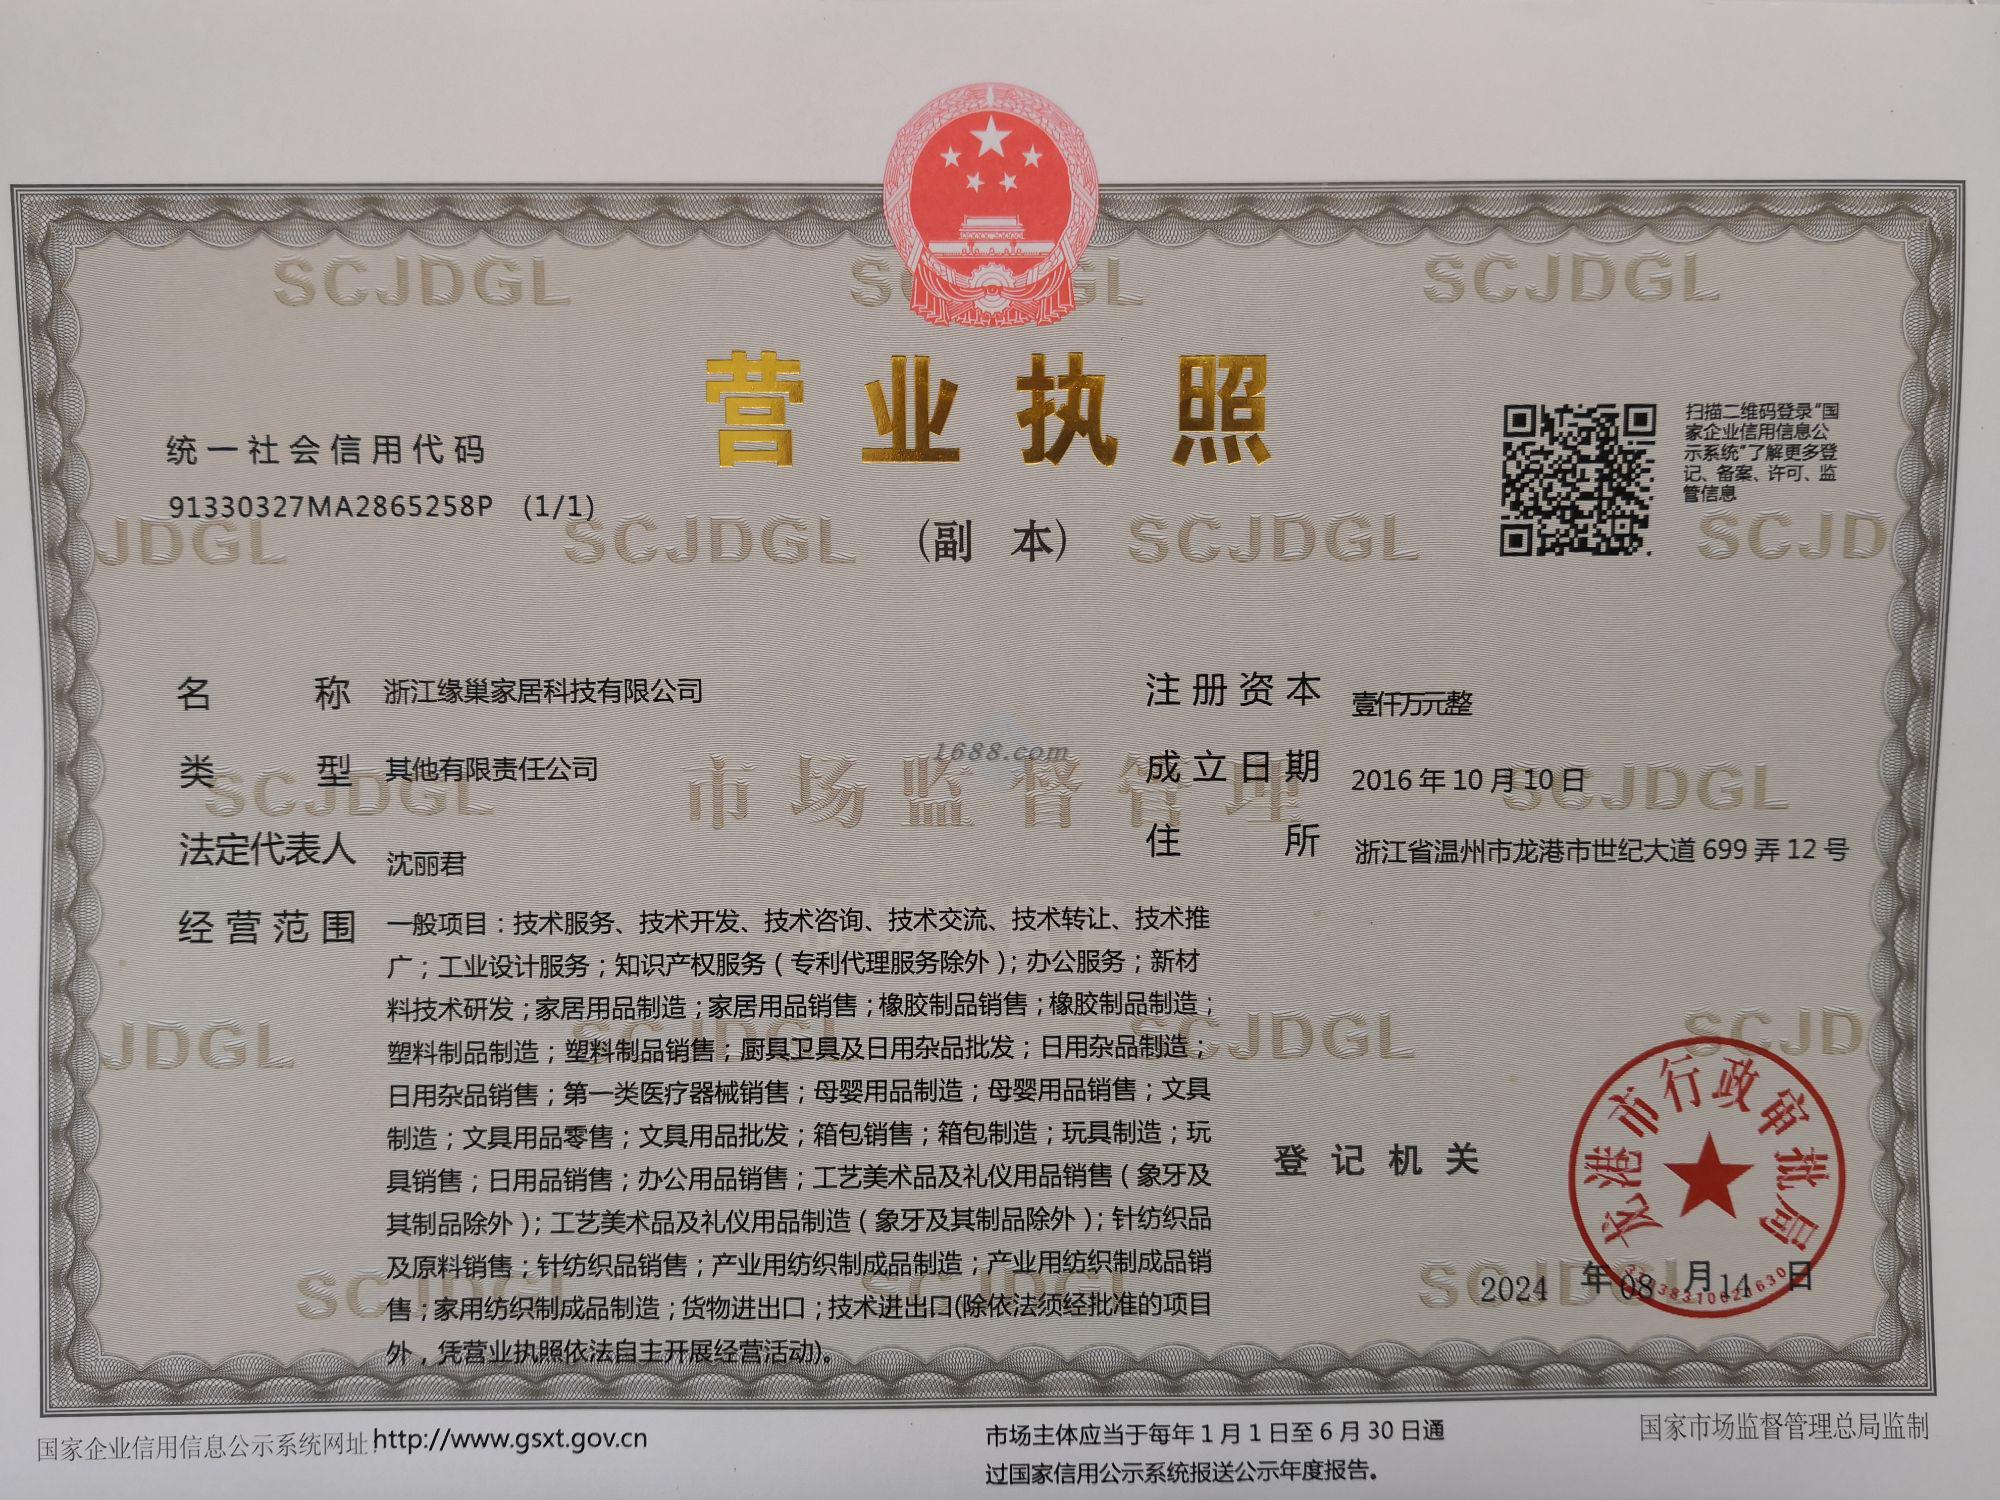 SCJDGL SCJDGL SCJDGL
营业执照
(副 本)
统一社会信用代码
91330327MA2865258P (1/1)
扫描二维码登录“国
家企业信用信息公
示系统”了解更多登
记、备案、许可、监
管信息
名 称 浙江缘巢家居科技有限公司
类 型 其他有限责任公司
法定代表人 沈丽君
经营范围 一般项目：技术服务、技术开发、技术咨询、技术交流、技术转让、技术推
广；工业设计服务；知识产权服务（专利代理服务除外）；办公服务；新材
料技术研发；家居用品制造；家居用品销售；橡胶制品销售；橡胶制品制造；
塑料制品制造；塑料制品销售；厨具卫具及日用杂品批发；日用杂品制造；
日用杂品销售；第一类医疗器械销售；母婴用品制造；母婴用品销售；文具
制造；文具用品零售；文具用品批发；箱包销售；箱包制造；玩具制造；玩
具销售；日用品销售；办公用品销售；工艺美术品及礼仪用品销售（象牙及
其制品除外）；工艺美术品及礼仪用品制造（象牙及其制品除外）；针纺织品
及原料销售；针纺织品销售；产业用纺织制成品制造；产业用纺织制成品销
售；家用纺织制成品制造；货物进出口；技术进出口(除依法须经批准的项目
外，凭营业执照依法自主开展经营活动)。
注册资本 壹仟万元整
成立日期 2016年10月10日
住 所 浙江省温州市龙港市世纪大道699弄12号
1688.com
市场监督管理
登记机关
龙港市行政审批局
2024 年 08 月 14 日
国家企业信用信息公示系统网址http://www.gsxt.gov.cn
市场主体应当于每年1月1日至6月30日通
过国家信用公示系统报送公示年度报告。
国家市场监督管理总局监制